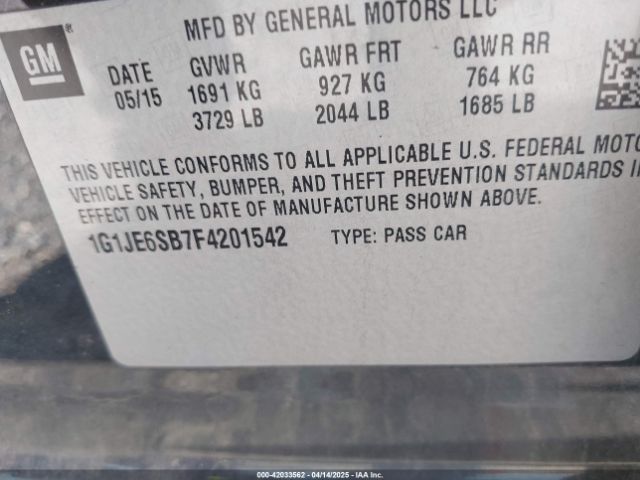 MFD BY GENERAL MOTORS LLC
GM®
DATE GVWR GAWR FRT GAWR RR
05/15 1691 KG 927 KG 764 KG
3729 LB 2044 LB 1685 LB
THIS VEHICLE CONFORMS TO ALL APPLICABLE U.S. FEDERAL MOTO
VEHICLE SAFETY, BUMPER, AND THEFT PREVENTION STANDARDS I
EFFECT ON THE DATE OF MANUFACTURE SHOWN ABOVE.
1G1JE6SB7F4201542 TYPE: PASS CAR
000-42033562 - 04/14/2025 - IAA Inc.